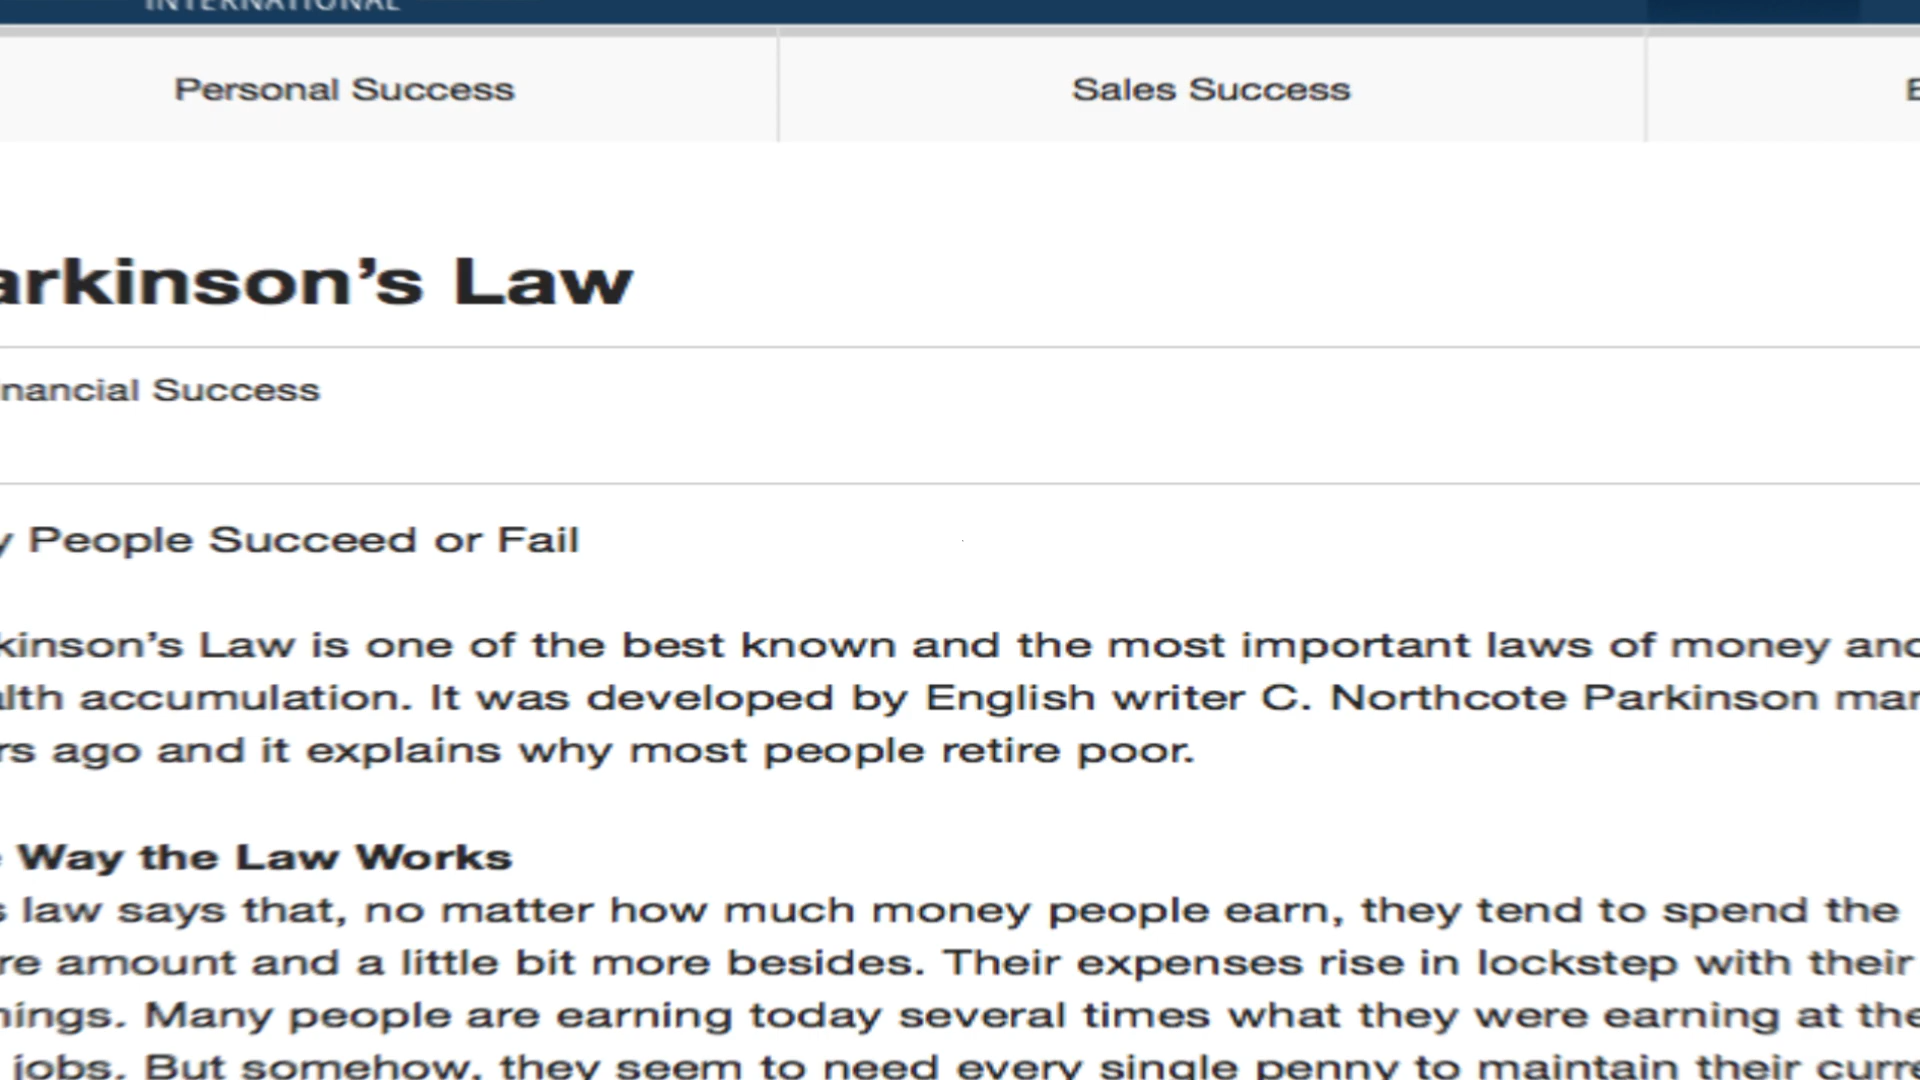 INTERNATIONAL
Personal Success
Sales Success
arkinson’s Law
nancial Success
y People Succeed or Fail
kinson’s Law is one of the best known and the most important laws of money and
alth accumulation. It was developed by English writer C. Northcote Parkinson man
rs ago and it explains why most people retire poor.
e Way the Law Works
s law says that, no matter how much money people earn, they tend to spend the
re amount and a little bit more besides. Their expenses rise in lockstep with their
nings. Many people are earning today several times what they were earning at the
jobs. But somehow, they seem to need every single penny to maintain their curre